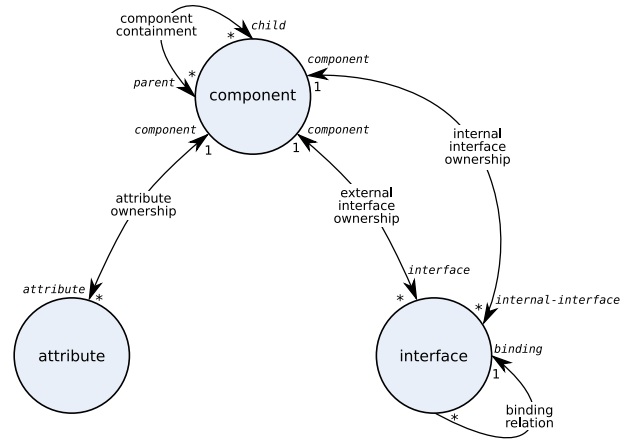 component
containment
child
*
*
parent
component
component
1
component
1
component
1
internal
interface
ownership
attribute
ownership
external
interface
ownership
attribute
*
interface
*
*
internal-interface
attribute
interface
binding
1
*
binding
relation